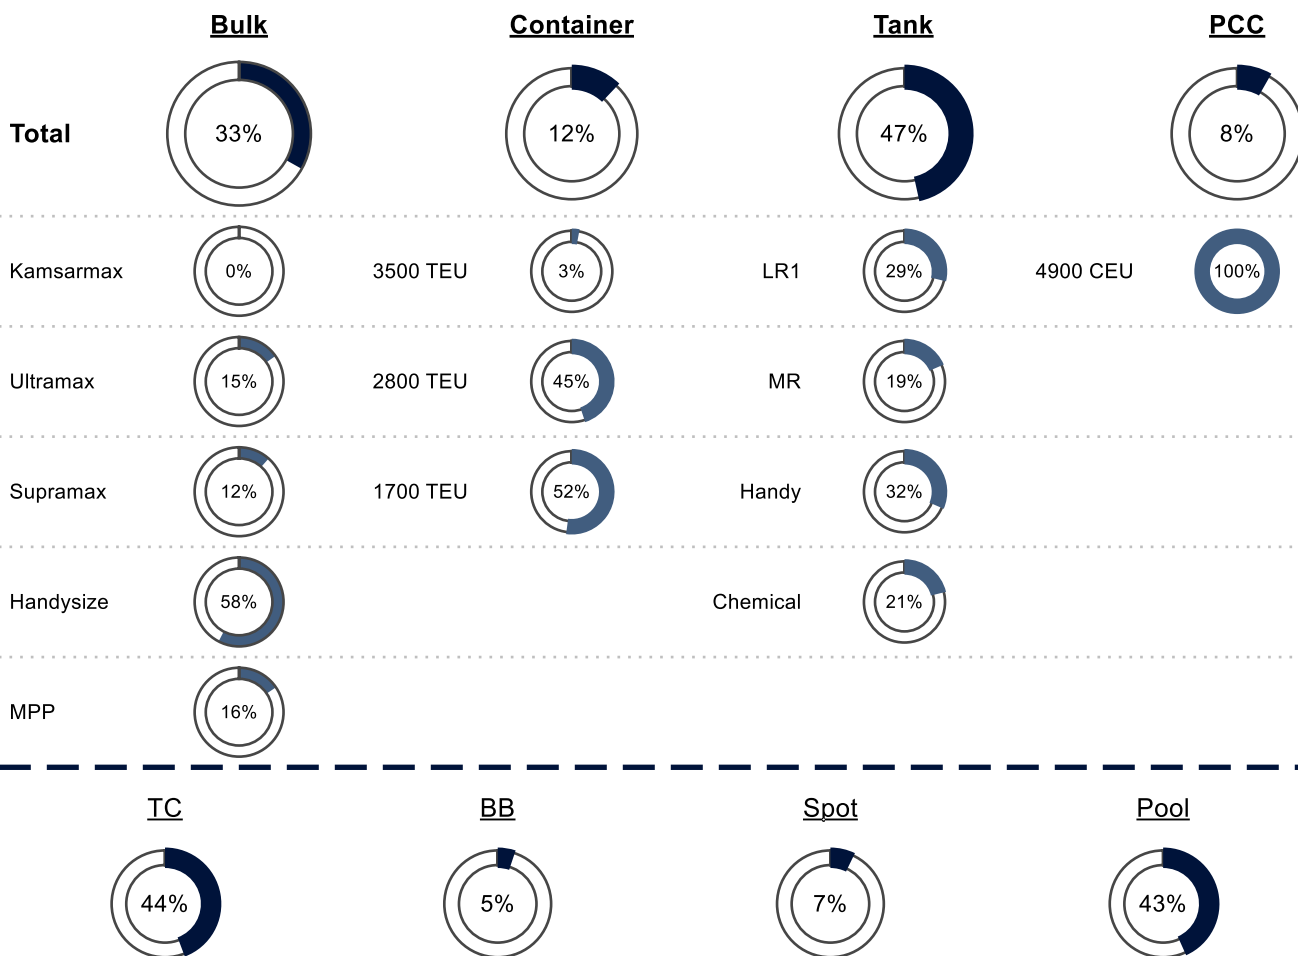 Bulk Container Tank PCC
Total 33% 12% 47% 8%
Kamsarmax 0% 3500 TEU 3% LR1 29% 4900 CEU 100%
Ultramax 15% 2800 TEU 45% MR 19%
Supramax 12% 1700 TEU 52% Handy 32%
Handysize 58% Chemical 21%
MPP 16%
TC BB Spot Pool
44% 5% 7% 43%